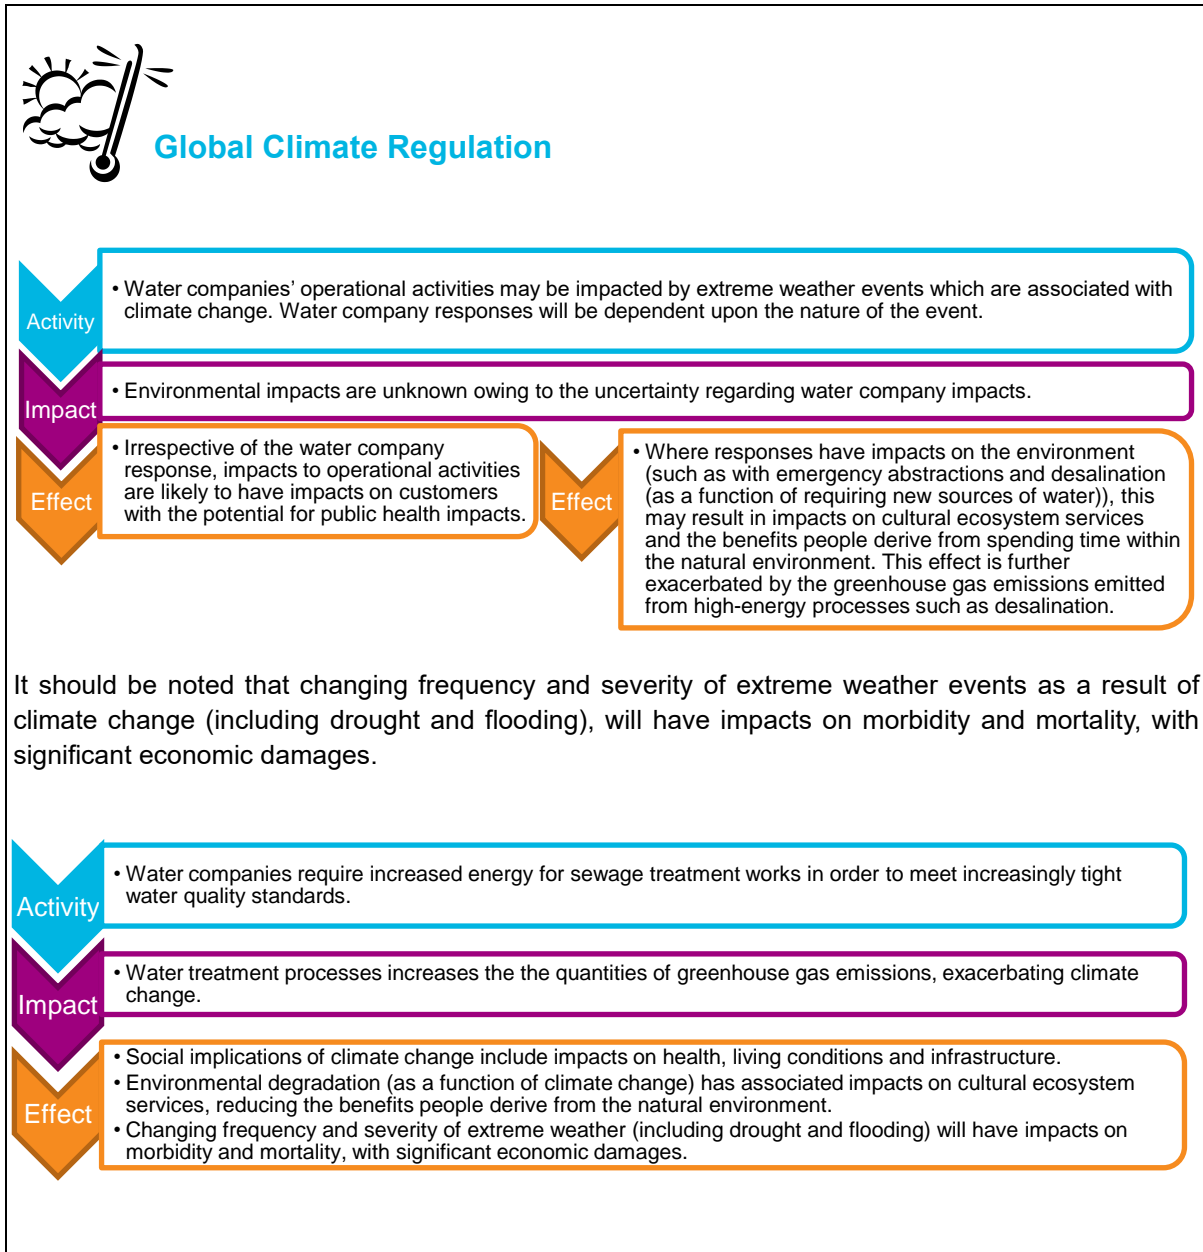 Global Climate Regulation
Activity
• Water companies’ operational activities may be impacted by extreme weather events which are associated with
climate change. Water company responses will be dependent upon the nature of the event.
Impact
• Environmental impacts are unknown owing to the uncertainty regarding water company impacts.
Effect
• Irrespective of the water company
response, impacts to operational activities
are likely to have impacts on customers
with the potential for public health impacts.
Effect
• Where responses have impacts on the environment
(such as with emergency abstractions and desalination
(as a function of requiring new sources of water)), this
may result in impacts on cultural ecosystem services
and the benefits people derive from spending time within
the natural environment. This effect is further
exacerbated by the greenhouse gas emissions emitted
from high-energy processes such as desalination.
It should be noted that changing frequency and severity of extreme weather events as a result of
climate change (including drought and flooding), will have impacts on morbidity and mortality, with
significant economic damages.
Activity
• Water companies require increased energy for sewage treatment works in order to meet increasingly tight
water quality standards.
Impact
• Water treatment processes increases the the quantities of greenhouse gas emissions, exacerbating climate
change.
Effect
• Social implications of climate change include impacts on health, living conditions and infrastructure.
• Environmental degradation (as a function of climate change) has associated impacts on cultural ecosystem
services, reducing the benefits people derive from the natural environment.
• Changing frequency and severity of extreme weather (including drought and flooding) will have impacts on
morbidity and mortality, with significant economic damages.